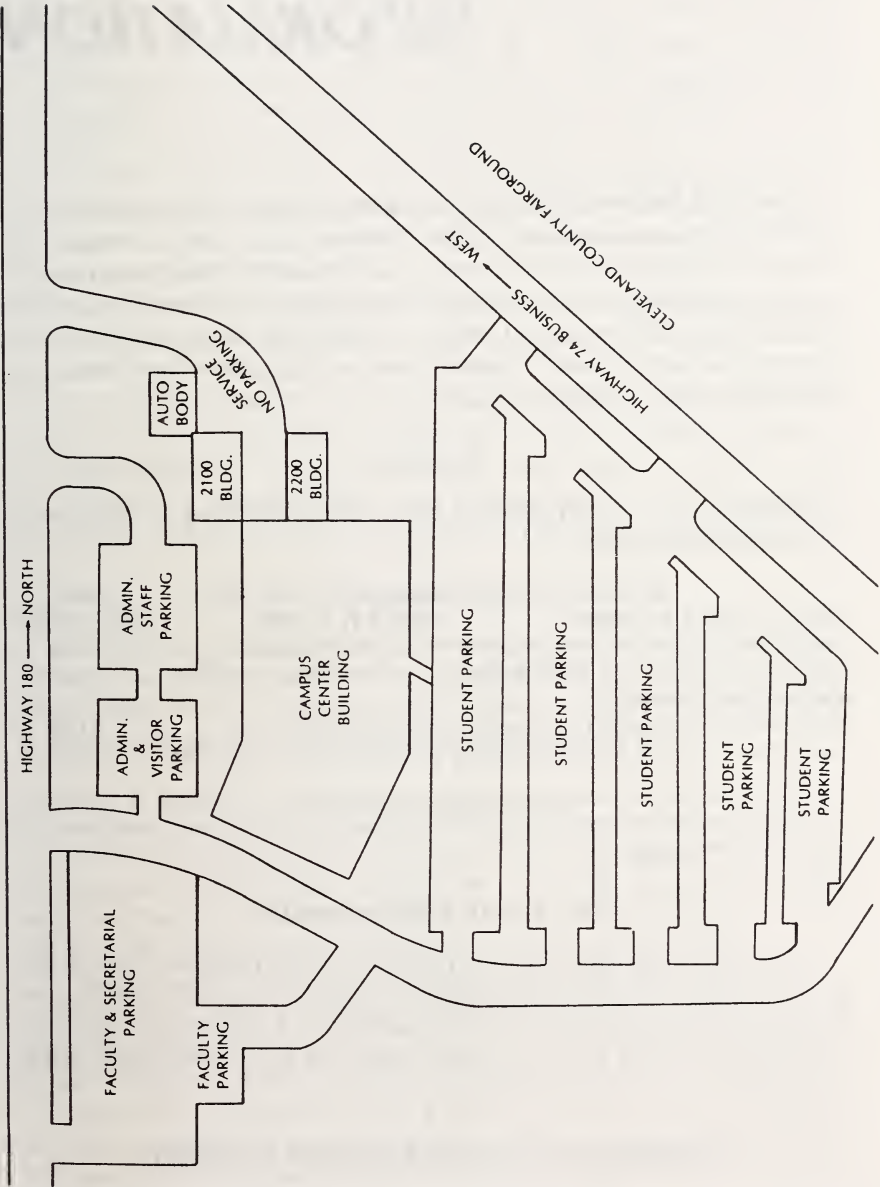 HIGHWAY 180 → NORTH
FACULTY & SECRETARIAL
PARKING
FACULTY
PARKING
ADMIN.
&
VISITOR
PARKING
ADMIN.
STAFF
PARKING
AUTO
BODY
2100
BLDG.
2200
BLDG.
SERVICE
NO PARKING
CAMPUS
CENTER
BUILDING
STUDENT PARKING
STUDENT PARKING
STUDENT PARKING
STUDENT
PARKING
STUDENT
PARKING
HIGHWAY 74 BUSINESS → WEST
CLEVELAND COUNTY FAIRGROUND